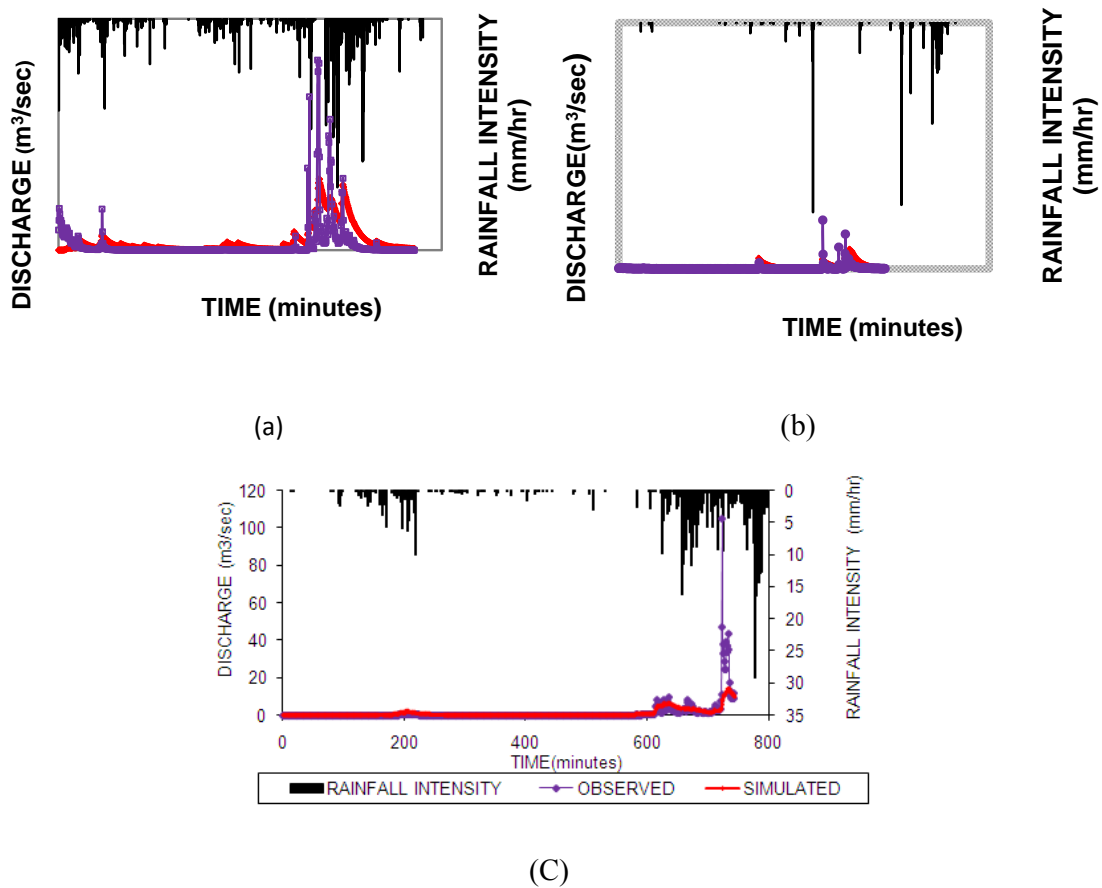 DISCHARGE (m³/sec)
RAINFALL INTENSITY
(mm/hr)
TIME (minutes)
(a)
DISCHARGE(m³/sec)
RAINFALL INTENSITY
(mm/hr)
TIME (minutes)
(b)
DISCHARGE (m3/sec)
120
100
80
60
40
20
0
0
5
10
15
20
25
30
35
RAINFALL INTENSITY (mm/hr)
0 200 400 600 800
TIME(minutes)
RAINFALL INTENSITY OBSERVED SIMULATED
(C)